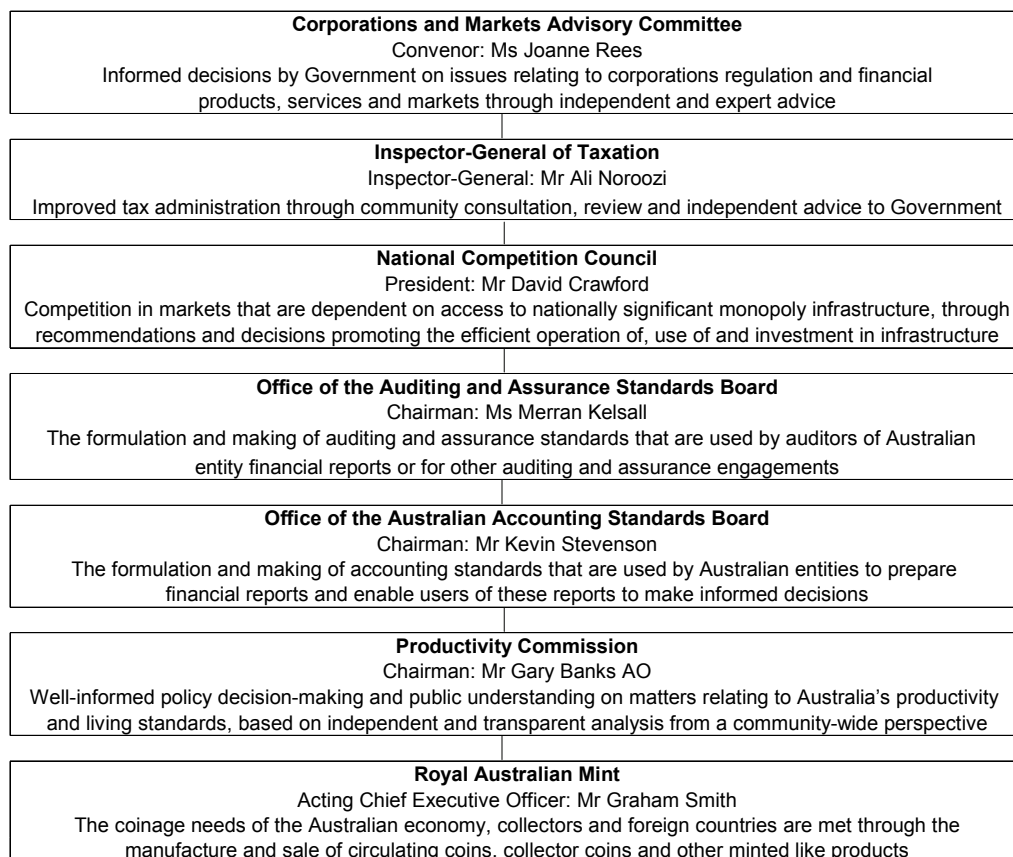 Corporations and Markets Advisory Committee
Convenor: Ms Joanne Rees
Informed decisions by Government on issues relating to corporations regulation and financial
products, services and markets through independent and expert advice
Inspector-General of Taxation
Inspector-General: Mr Ali Noroozi
Improved tax administration through community consultation, review and independent advice to Government
National Competition Council
President: Mr David Crawford
Competition in markets that are dependent on access to nationally significant monopoly infrastructure, through
recommendations and decisions promoting the efficient operation of, use of and investment in infrastructure
Office of the Auditing and Assurance Standards Board
Chairman: Ms Merran Kelsall
The formulation and making of auditing and assurance standards that are used by auditors of Australian
entity financial reports or for other auditing and assurance engagements
Office of the Australian Accounting Standards Board
Chairman: Mr Kevin Stevenson
The formulation and making of accounting standards that are used by Australian entities to prepare
financial reports and enable users of these reports to make informed decisions
Productivity Commission
Chairman: Mr Gary Banks AO
Well-informed policy decision-making and public understanding on matters relating to Australia’s productivity
and living standards, based on independent and transparent analysis from a community-wide perspective
Royal Australian Mint
Acting Chief Executive Officer: Mr Graham Smith
The coinage needs of the Australian economy, collectors and foreign countries are met through the
manufacture and sale of circulating coins, collector coins and other minted like products